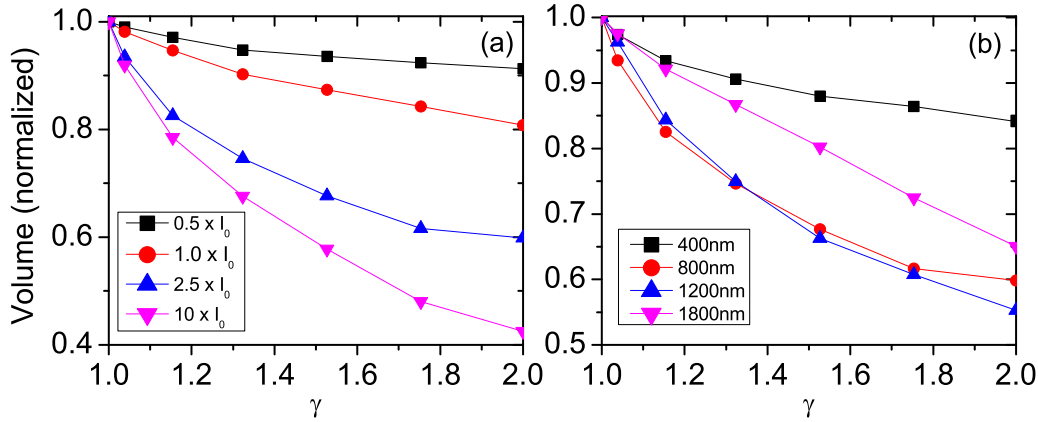 Volume (normalized)
1.0
0.8
0.6
0.4
(a)
0.5 x I₀
1.0 x I₀
2.5 x I₀
10 x I₀
1.0 1.2 1.4 1.6 1.8 2.0
γ
1.0
0.9
0.8
0.7
0.6
0.5
(b)
400nm
800nm
1200nm
1800nm
1.0 1.2 1.4 1.6 1.8 2.0
γ